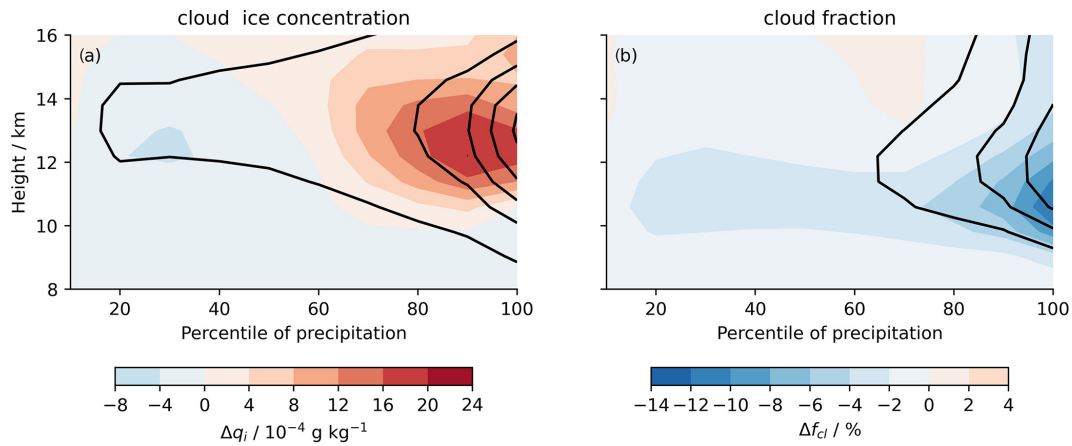 cloud  ice concentration
cloud fraction
16
(a)
(b)
14
12
10
8
Height / km
20 40 60 80 100
20 40 60 80 100
Percentile of precipitation
Percentile of precipitation
−8 −4 0 4 8 12 16 20 24
−14 −12 −10 −8 −6 −4 −2 0 2 4
Δqᵢ / 10⁻⁴ g kg⁻¹
Δf_cl / %